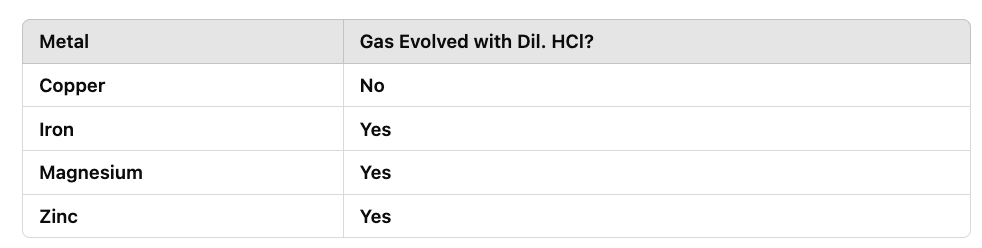 Metal Gas Evolved with Dil. HCl?
Copper No
Iron Yes
Magnesium Yes
Zinc Yes